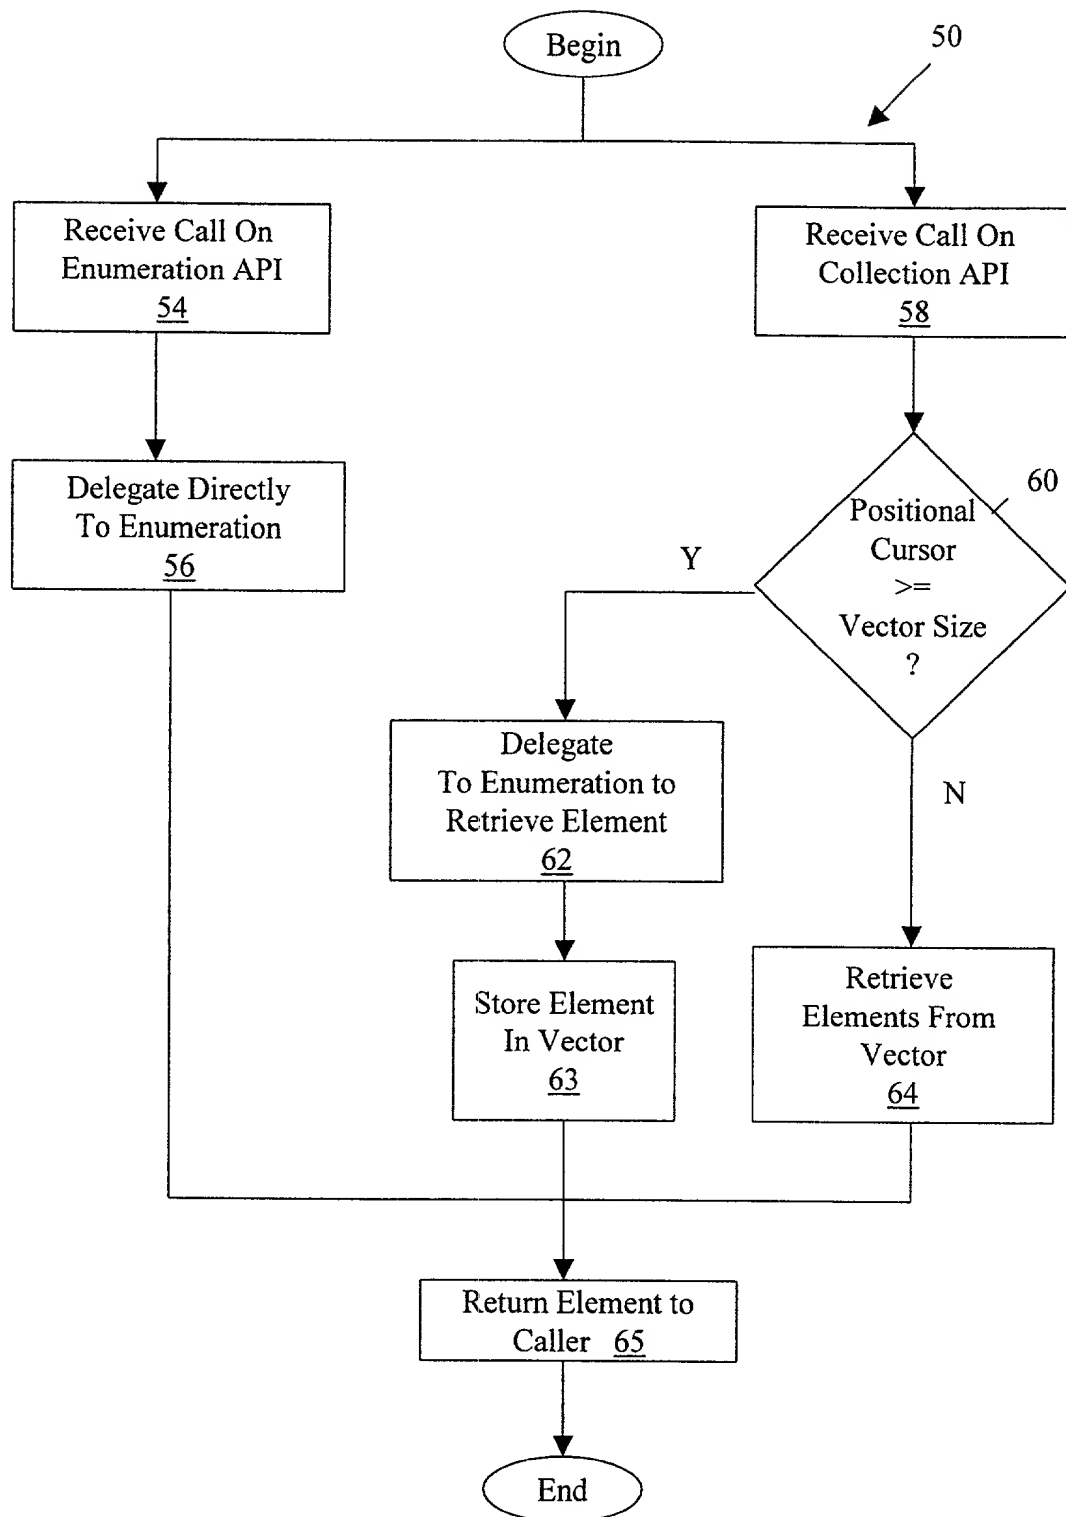 Begin
50
Receive Call On
Enumeration API
54
Receive Call On
Collection API
58
Delegate Directly
To Enumeration
56
60
Positional
Cursor
>=
Vector Size
?
Y
N
Delegate
To Enumeration to
Retrieve Element
62
Store Element
In Vector
63
Retrieve
Elements From
Vector
64
Return Element to
Caller 65
End